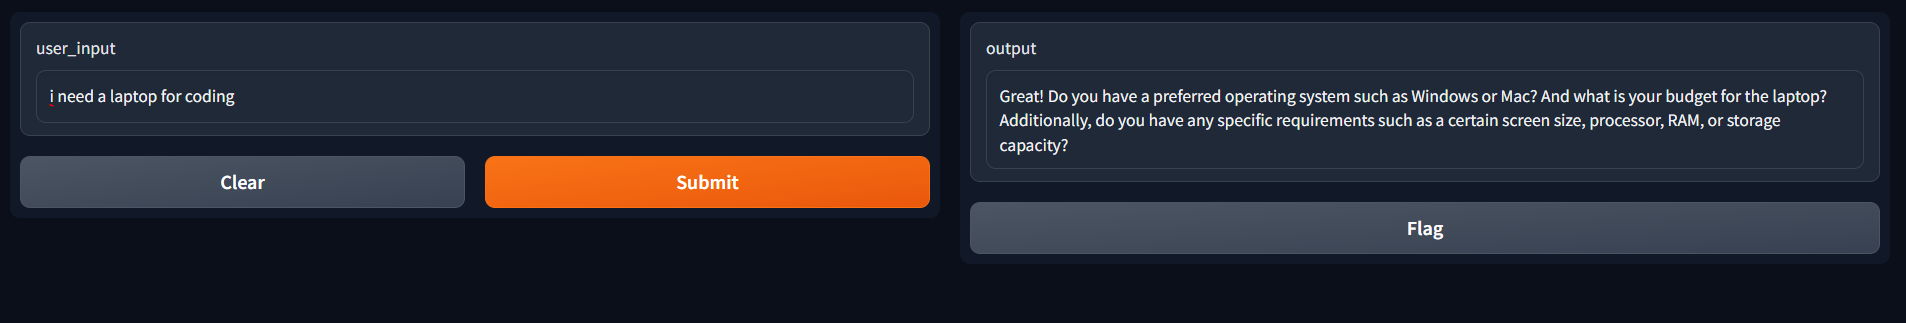 user_input
i need a laptop for coding
Clear
Submit
output
Great! Do you have a preferred operating system such as Windows or Mac? And what is your budget for the laptop?
Additionally, do you have any specific requirements such as a certain screen size, processor, RAM, or storage
capacity?
Flag